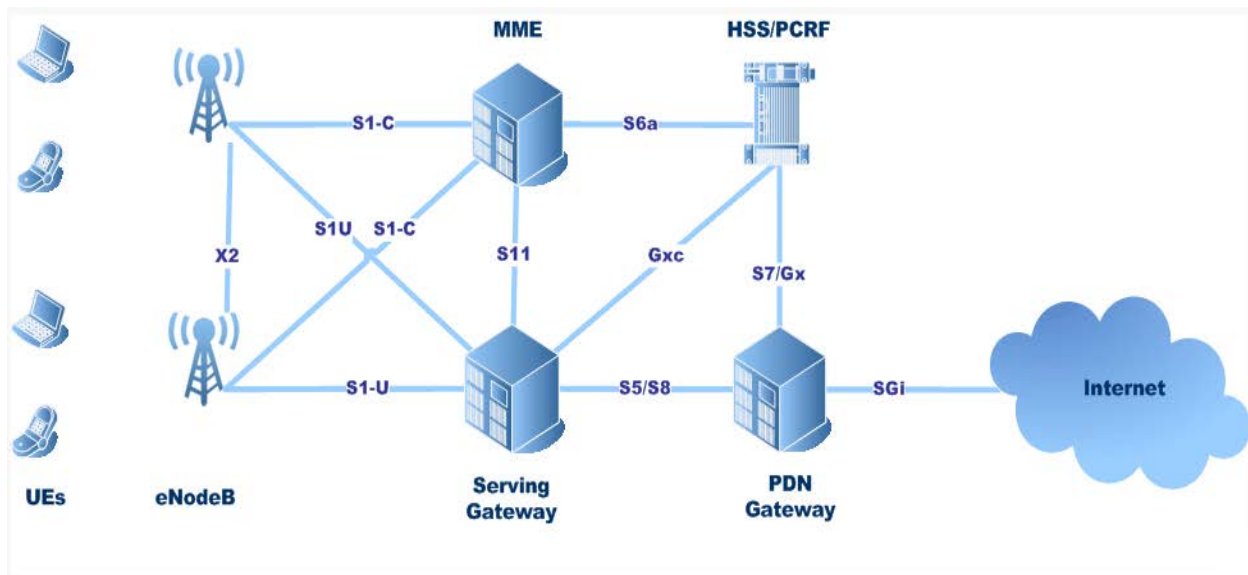 MME
HSS/PCRF
S1-C
S6a
S1U
S1-C
X2
S11
Gxc
S7/Gx
S1-U
S5/S8
SGi
Internet
UEs
eNodeB
Serving
Gateway
PDN
Gateway